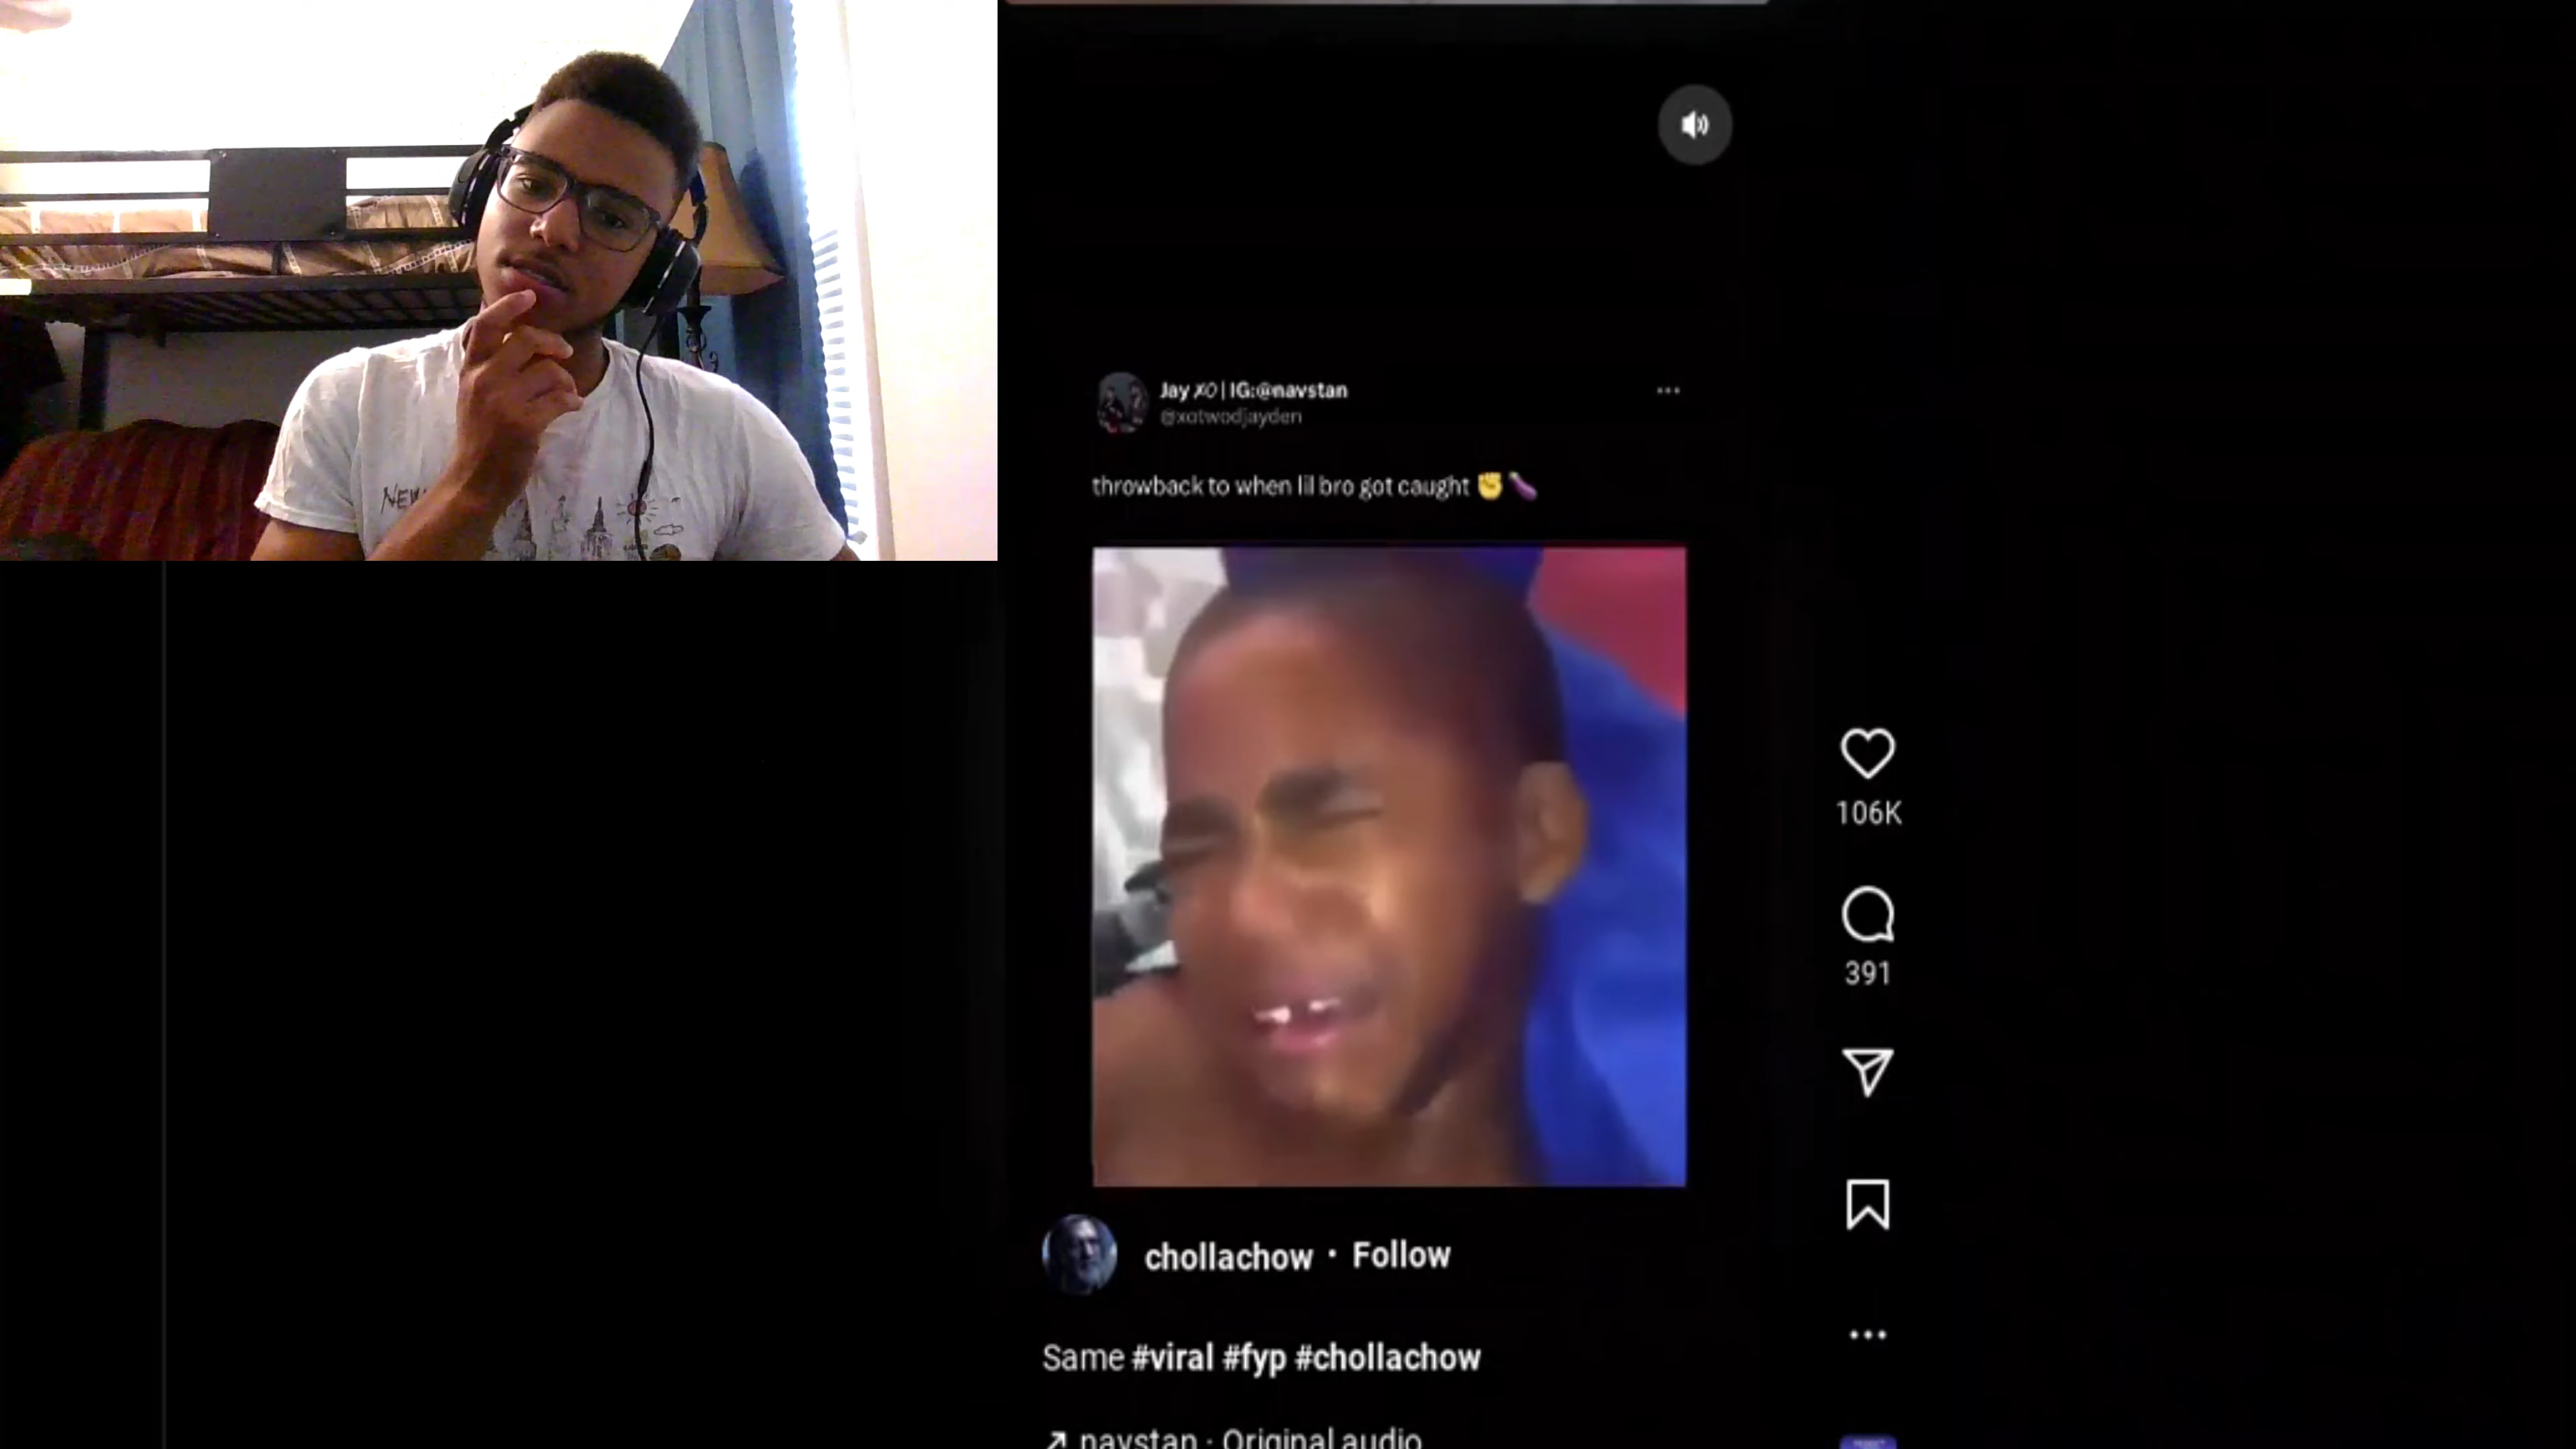 Jay XO | IG:@navstan
@xotwodjayden
throwback to when lil bro got caught ✊🍆
106K
391
chollachow · Follow
Same #viral #fyp #chollachow
navstan · Original audio